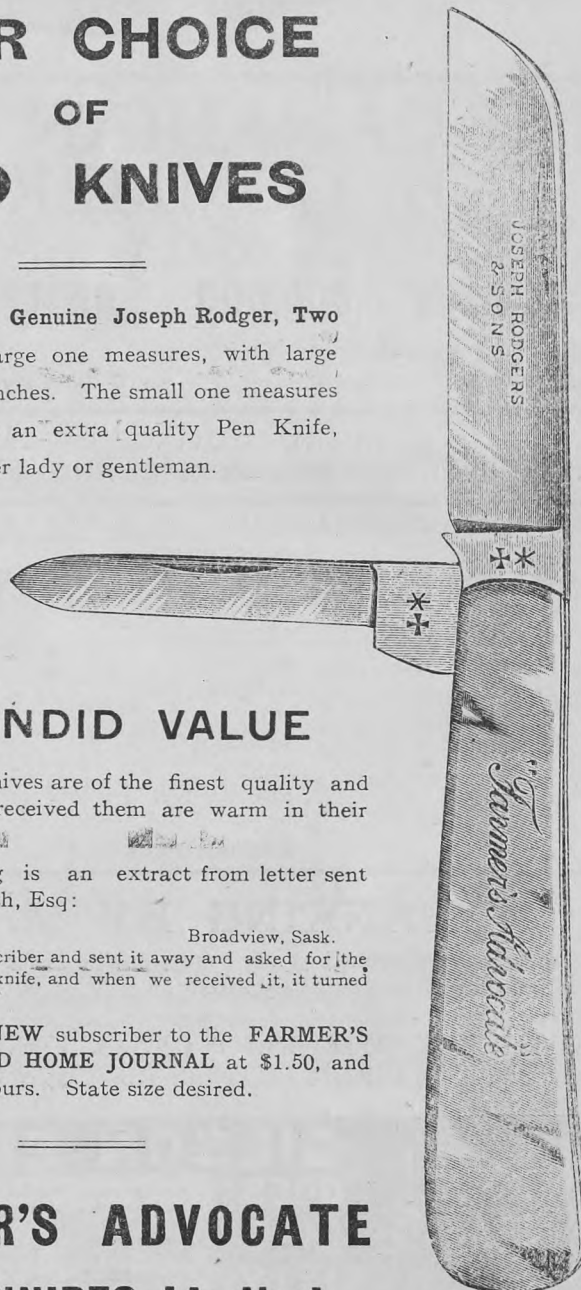 R CHOICE
OF
KNIVES
Genuine Joseph Rodger, Two
arge one measures, with large
nches. The small one measures
an extra quality Pen Knife,
er lady or gentleman.
JOSEPH RODGERS
& SONS
NDID VALUE
nives are of the finest quality and
received them are warm in their
g is an extract from letter sent
h, Esq:
Broadview, Sask.
criber and sent it away and asked for the
knife, and when we received it, it turned
NEW subscriber to the FARMER'S
D HOME JOURNAL at $1.50, and
ours. State size desired.
"Farmer's Advocate
R'S ADVOCATE